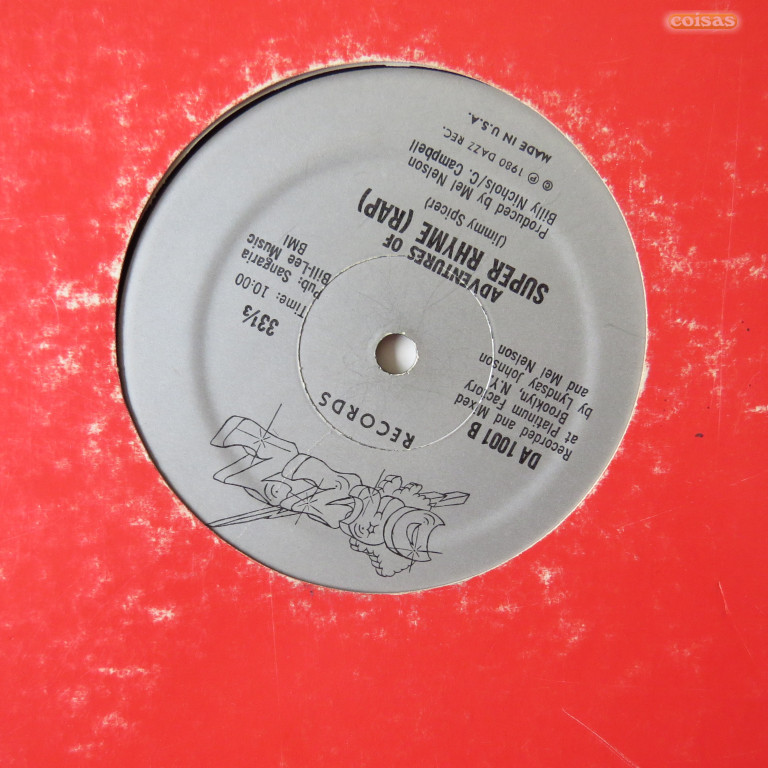 coisas
DAZZ
RECORDS
DA 1001 B
Recorded and Mixed
at Platinum Factory
Brooklyn, N.Y.
by Lyndsay Johnson
and Mel Nelson
33⅓
Time: 10:00
Pub: Sangaria
Bril-Lee Music
BMI
ADVENTURES OF
SUPER RHYME (RAP)
(Jimmy Spicer)
Produced by Mel Nelson
Billy Nichols/C. Campbell
© ℗ 1980 DAZZ REC.
MADE IN U.S.A.